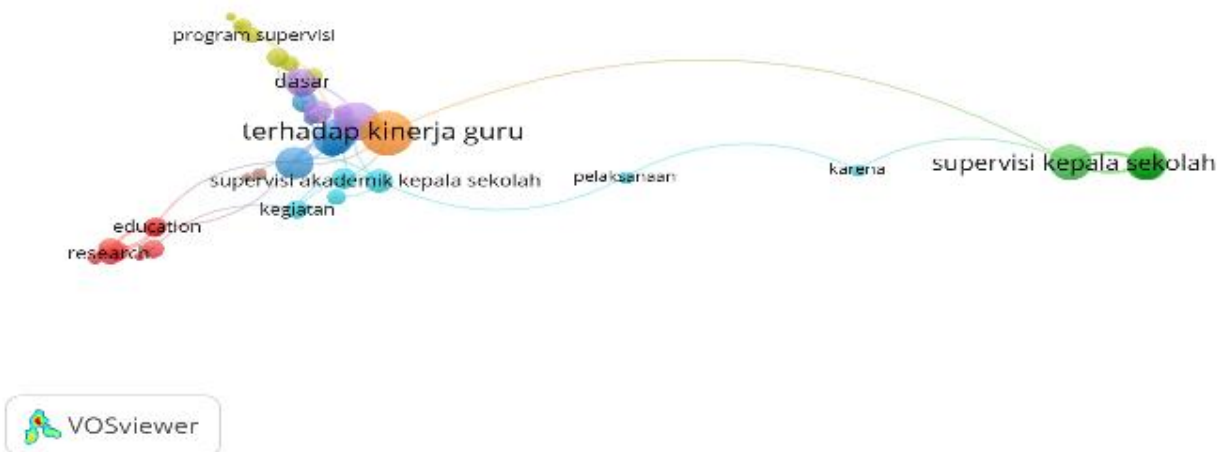 program supervisi
dasar
terhadap kinerja guru
supervisi kepala sekolah
supervisi akademik kepala sekolah
pelaksanaan
karena
kegiatan
education
research
VOSviewer